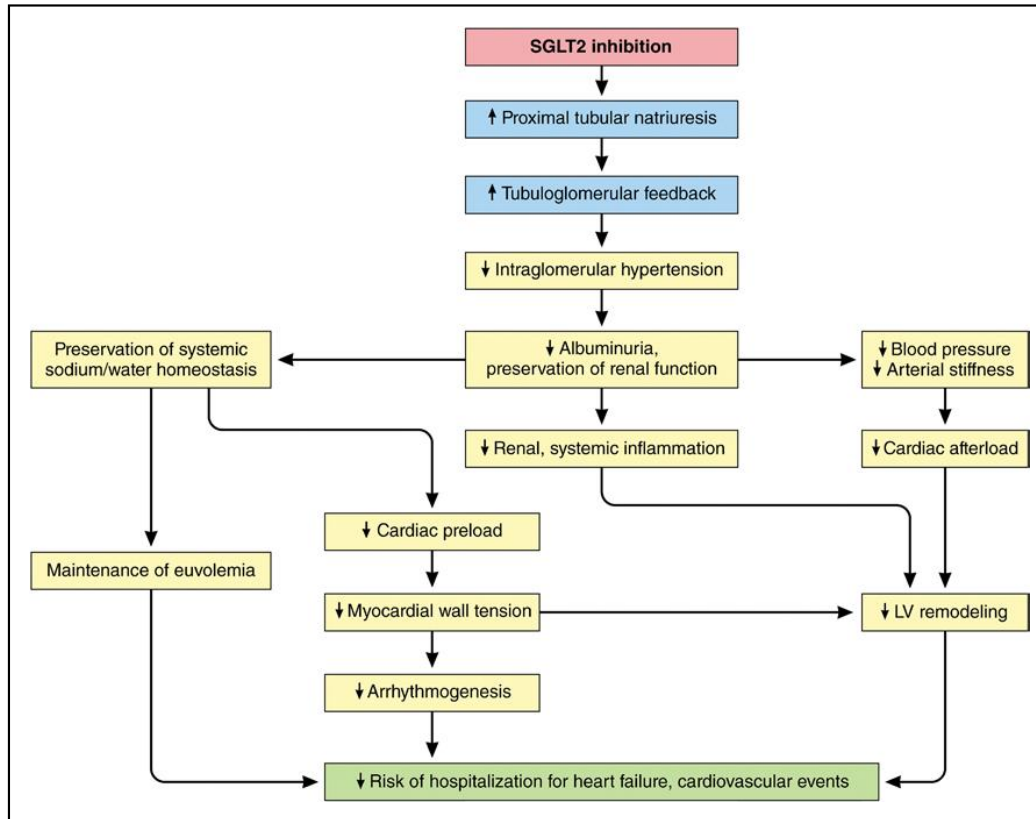 SGLT2 inhibition
↑ Proximal tubular natriuresis
↑ Tubuloglomerular feedback
↓ Intraglomerular hypertension
Preservation of systemic
sodium/water homeostasis
↓ Albuminuria,
preservation of renal function
↓ Blood pressure
↓ Arterial stiffness
↓ Renal, systemic inflammation
↓ Cardiac afterload
↓ Cardiac preload
Maintenance of euvolemia
↓ Myocardial wall tension
↓ LV remodeling
↓ Arrhythmogenesis
↓ Risk of hospitalization for heart failure, cardiovascular events